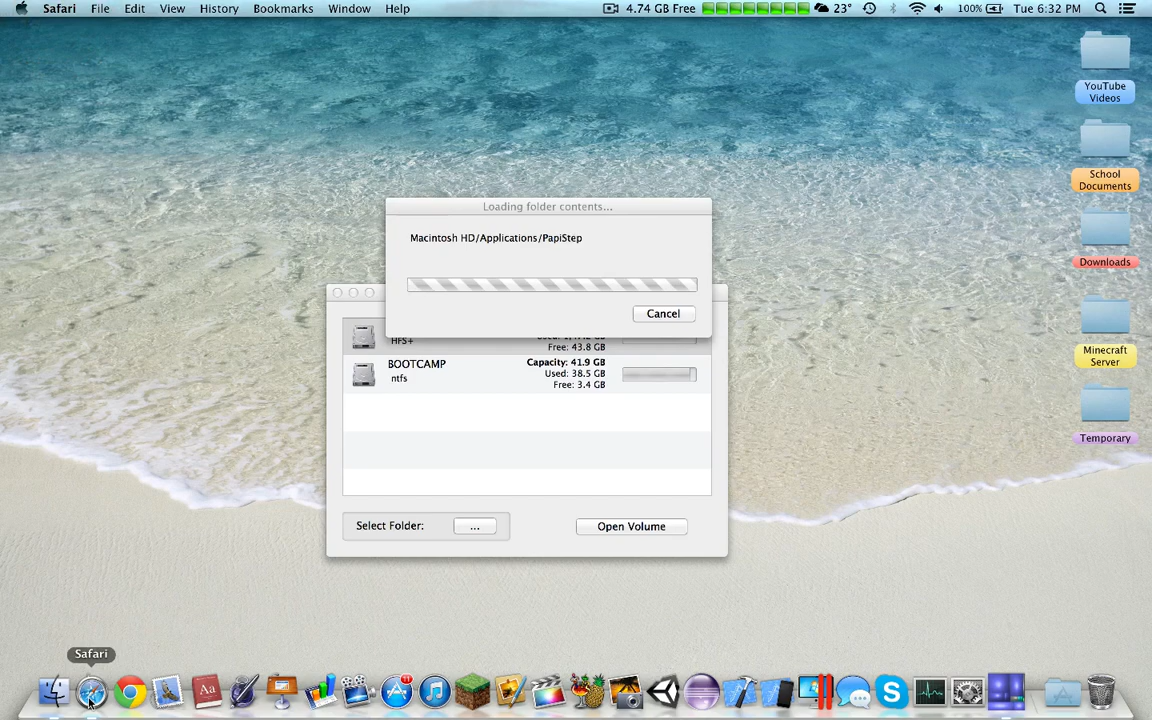 Safari File Edit View History Bookmarks Window Help 4.74 GB Free 23° 100% Tue 6:32 PM
YouTube
Videos
School
Documents
Downloads
Minecraft
Server
Temporary
Loading folder contents...
Macintosh HD/Applications/PapiStep
Cancel
HFS+
Free: 43.8 GB
BOOTCAMP
ntfs
Capacity: 41.9 GB
Used: 38.5 GB
Free: 3.4 GB
Select Folder: ... Open Volume
Safari
Aa
11